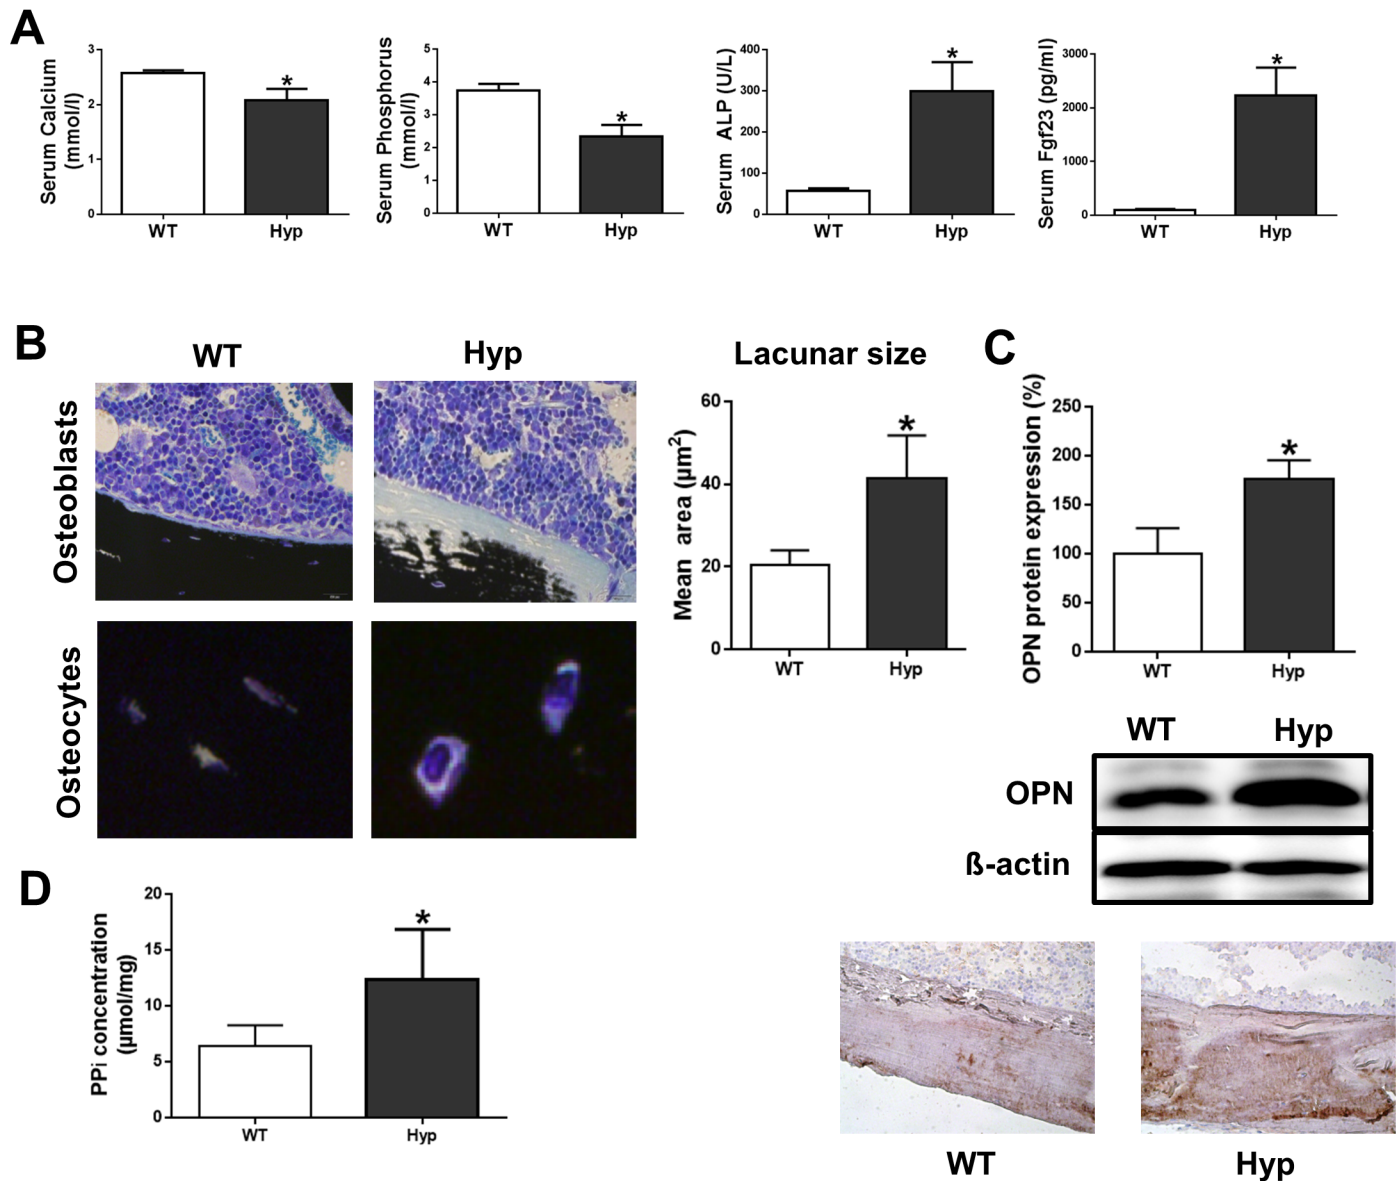 A
Serum Calcium
(mmol/l)
3
2
1
0
*
WT
Hyp
Serum Phosphorus
(mmol/l)
5
4
3
2
1
0
*
WT
Hyp
Serum ALP (U/L)
400
300
200
100
0
*
WT
Hyp
Serum Fgf23 (pg/ml)
3000
2000
1000
0
*
WT
Hyp
B
WT
Hyp
Osteoblasts
Osteocytes
Lacunar size
Mean area (µm²)
60
40
20
0
*
WT
Hyp
C
OPN protein expression (%)
250
200
150
100
50
0
*
WT
Hyp
WT
Hyp
OPN
ß-actin
WT
Hyp
D
PPi concentration
(µmol/mg)
20
15
10
5
0
*
WT
Hyp